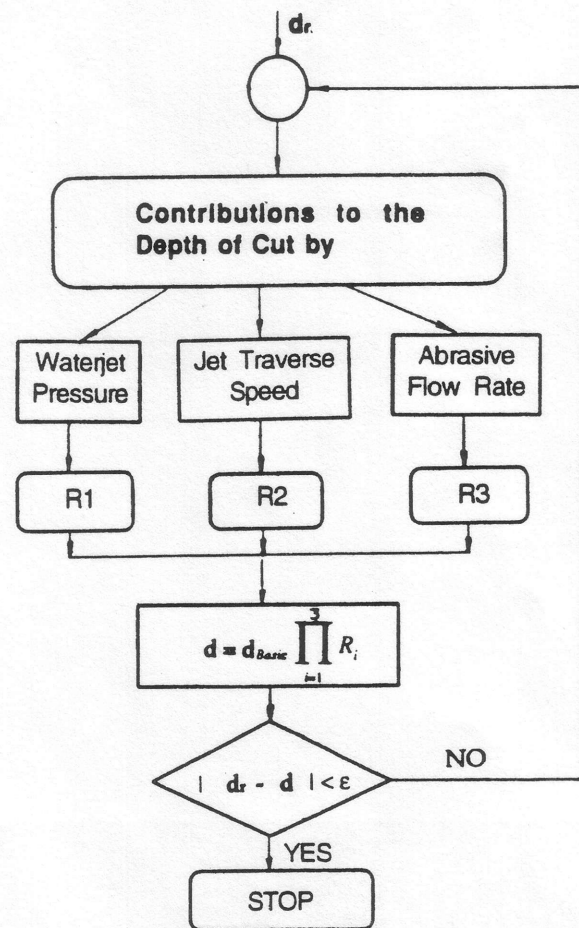 dr.
Contributions to the
Depth of Cut by
Waterjet
Pressure
Jet Traverse
Speed
Abrasive
Flow Rate
R1
R2
R3
3
d = dBasic ∏ Ri
i=1
| dr - d | < ε
NO
YES
STOP